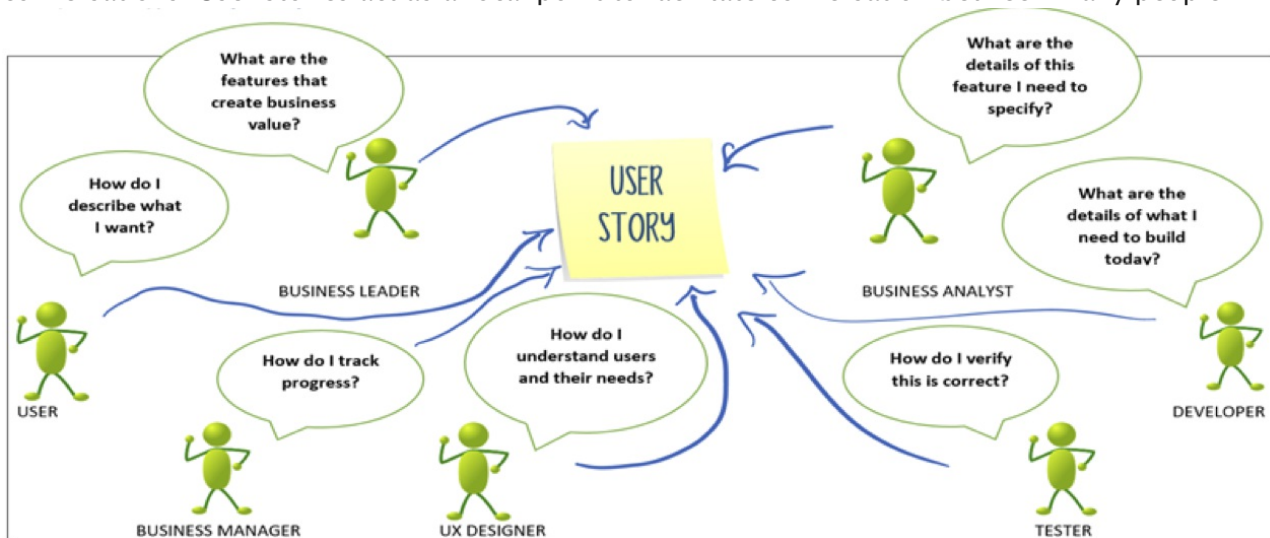 What are the
features that
create business
value?
What are the
details of this
feature I need to
specify?
How do I
describe what
I want?
USER
STORY
What are the
details of what I
need to build
today?
BUSINESS LEADER
BUSINESS ANALYST
How do I track
progress?
How do I
understand users
and their needs?
How do I verify
this is correct?
USER
DEVELOPER
BUSINESS MANAGER
UX DESIGNER
TESTER